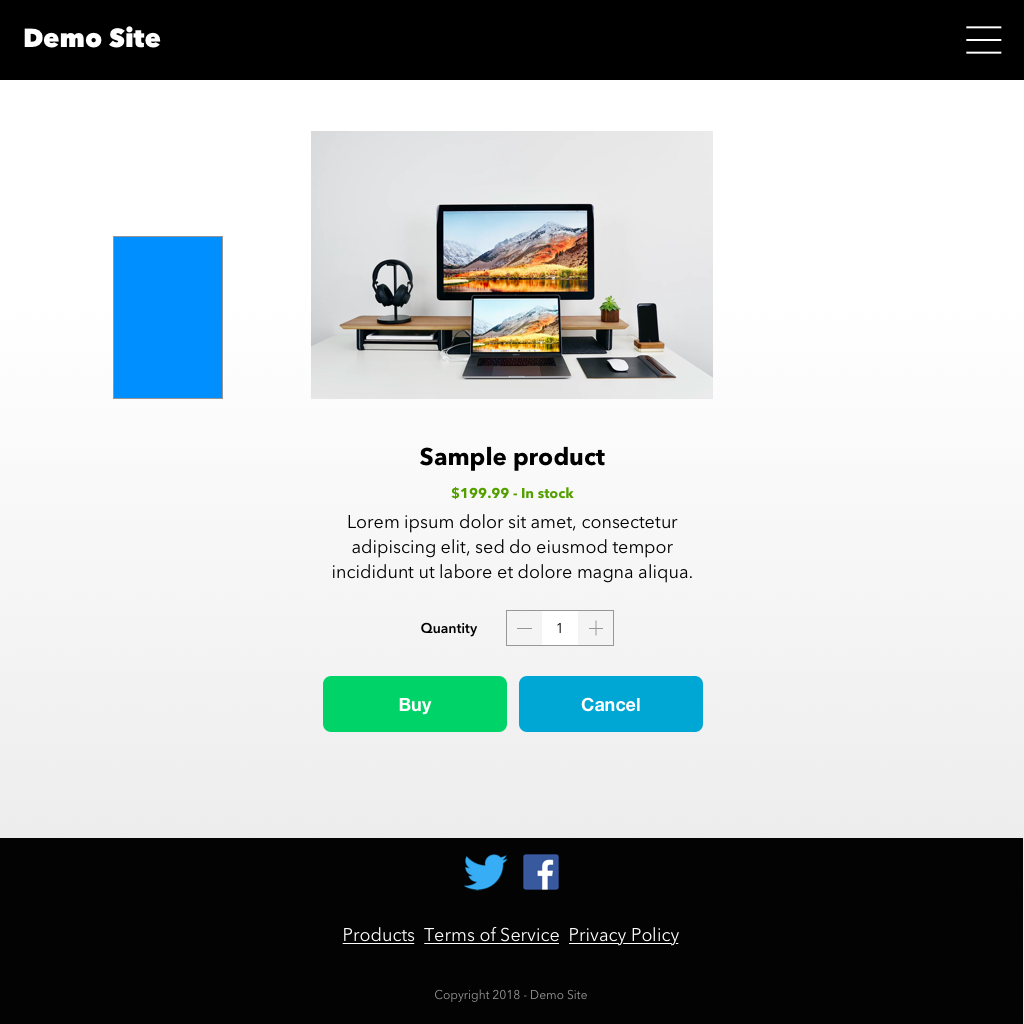 Demo Site
Sample product
$199.99 - In stock
Lorem ipsum dolor sit amet, consectetur
adipiscing elit, sed do eiusmod tempor
incididunt ut labore et dolore magna aliqua.
Quantity 1
Buy Cancel
Products Terms of Service Privacy Policy
Copyright 2018 - Demo Site